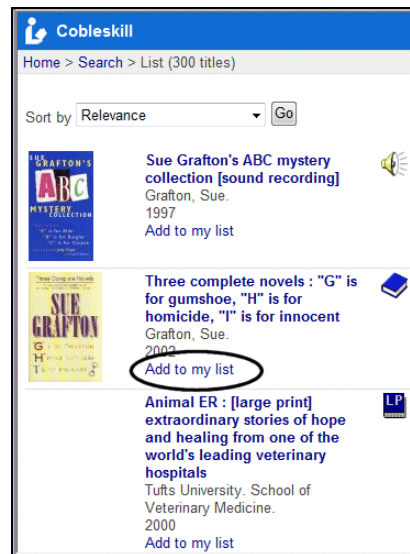 Cobleskill
Home > Search > List (300 titles)
Sort by Relevance Go
SUE
GRAFTON'S
ABC
MYSTERY
COLLECTION
Sue Grafton's ABC mystery
collection [sound recording]
Grafton, Sue.
1997
Add to my list
Three Complete Novels
SUE
GRAFTON
Three complete novels : "G" is
for gumshoe, "H" is for
homicide, "I" is for innocent
Grafton, Sue.
2002
Add to my list
LP
Animal ER : [large print]
extraordinary stories of hope
and healing from one of the
world's leading veterinary
hospitals
Tufts University. School of
Veterinary Medicine.
2000
Add to my list